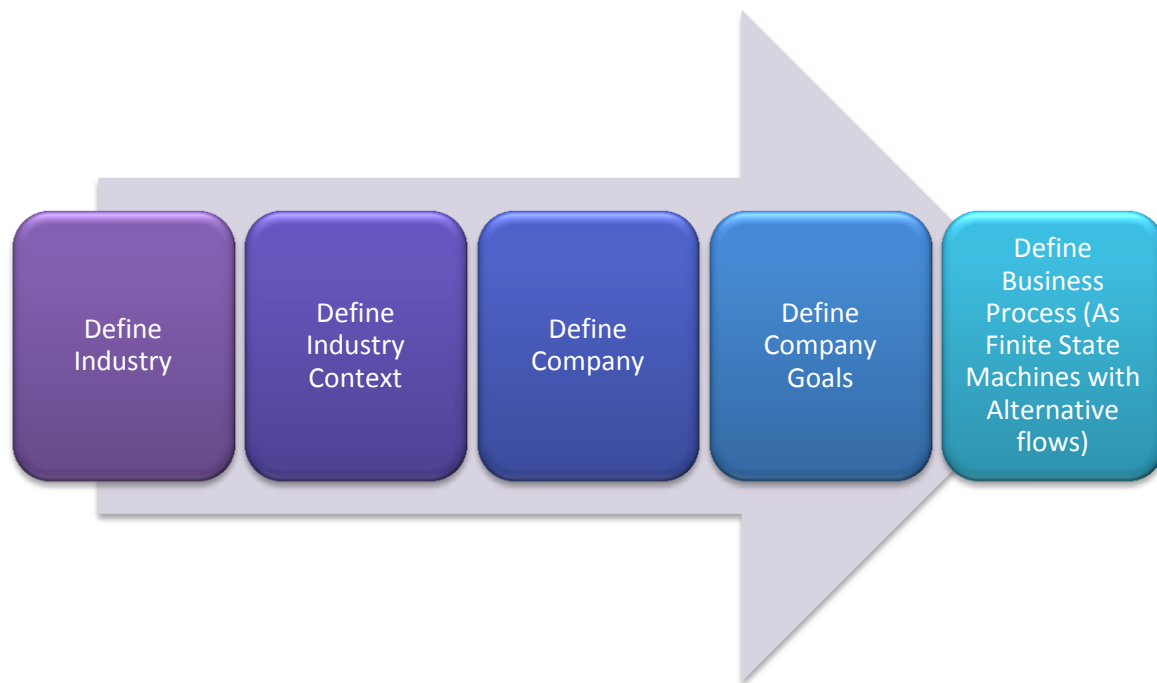 Define
Industry
Define
Industry
Context
Define
Company
Define
Company
Goals
Define
Business
Process (As
Finite State
Machines with
Alternative
flows)